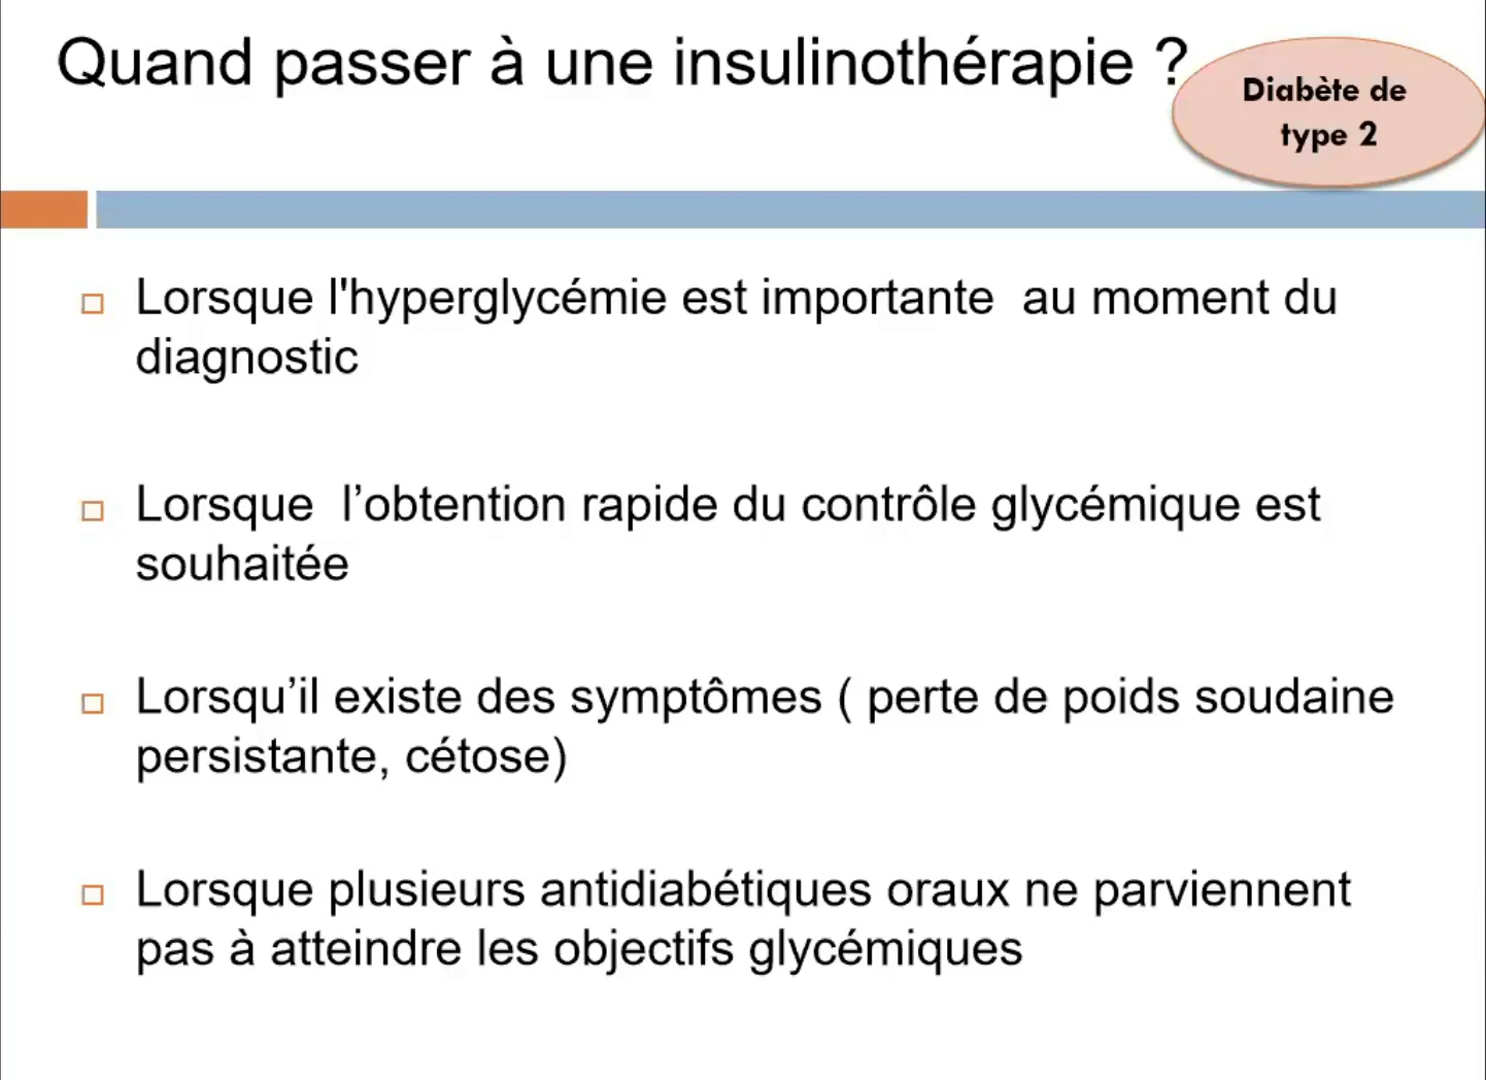 Quand passer à une insulinothérapie ?
Diabète de
type 2
Lorsque l'hyperglycémie est importante  au moment du
diagnostic
Lorsque  l’obtention rapide du contrôle glycémique est
souhaitée
Lorsqu’il existe des symptômes ( perte de poids soudaine
persistante, cétose)
Lorsque plusieurs antidiabétiques oraux ne parviennent
pas à atteindre les objectifs glycémiques